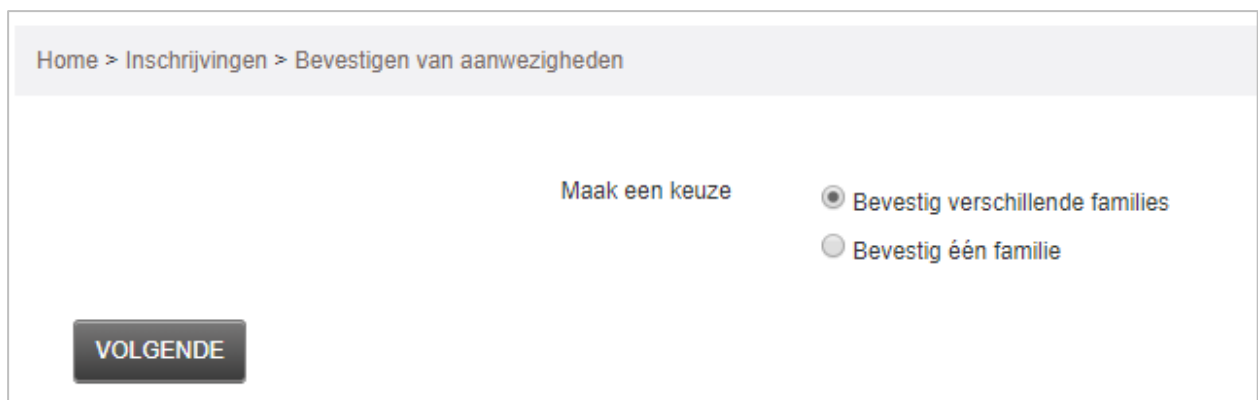 Home > Inschrijvingen > Bevestigen van aanwezigheden
Maak een keuze
Bevestig verschillende families
Bevestig één familie
VOLGENDE